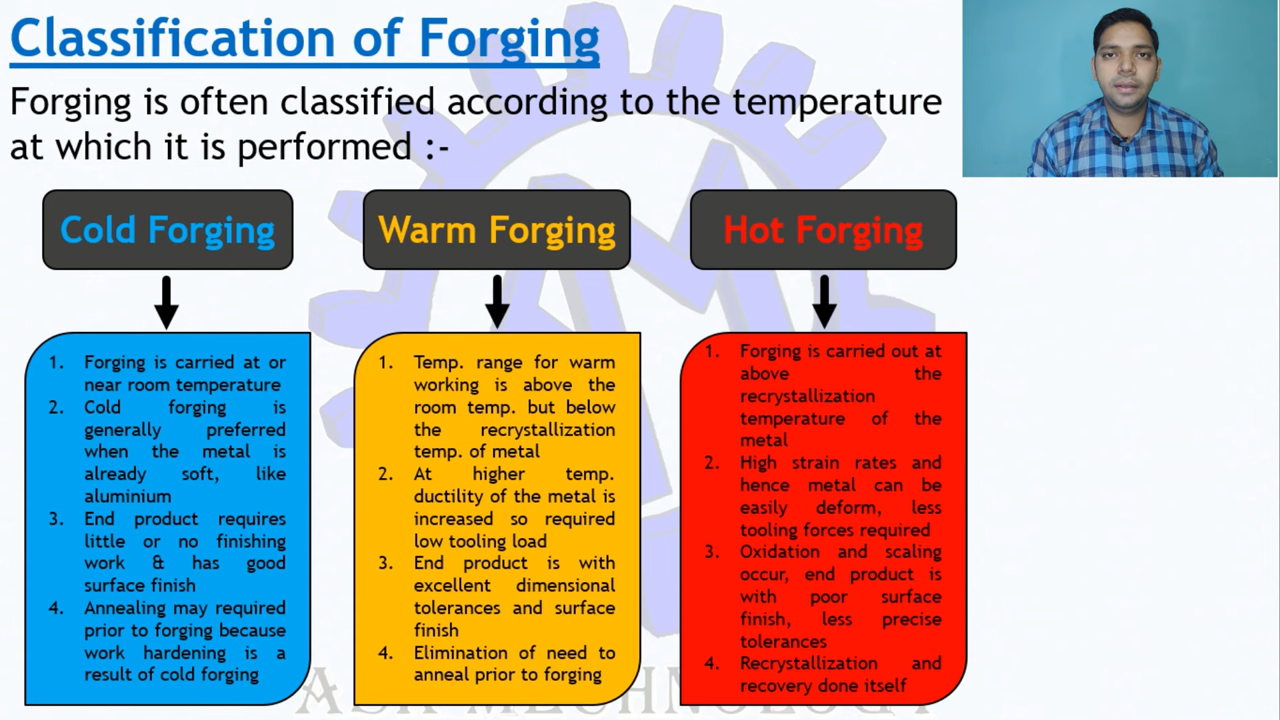 Classification of Forging
Forging is often classified according to the temperature
at which it is performed :-
Cold Forging
Warm Forging
Hot Forging
1. Forging is carried at or
near room temperature
2. Cold forging is
generally preferred
when the metal is
already soft, like
aluminium
3. End product requires
little or no finishing
work & has good
surface finish
4. Annealing may required
prior to forging because
work hardening is a
result of cold forging
1. Temp. range for warm
working is above the
room temp. but below
the recrystallization
temp. of metal
2. At higher temp.
ductility of the metal is
increased so required
low tooling load
3. End product is with
excellent dimensional
tolerances and surface
finish
4. Elimination of need to
anneal prior to forging
1. Forging is carried out at
above the
recrystallization
temperature of the
metal
2. High strain rates and
hence metal can be
easily deform, less
tooling forces required
3. Oxidation and scaling
occur, end product is
with poor surface
finish, less precise
tolerances
4. Recrystallization and
recovery done itself